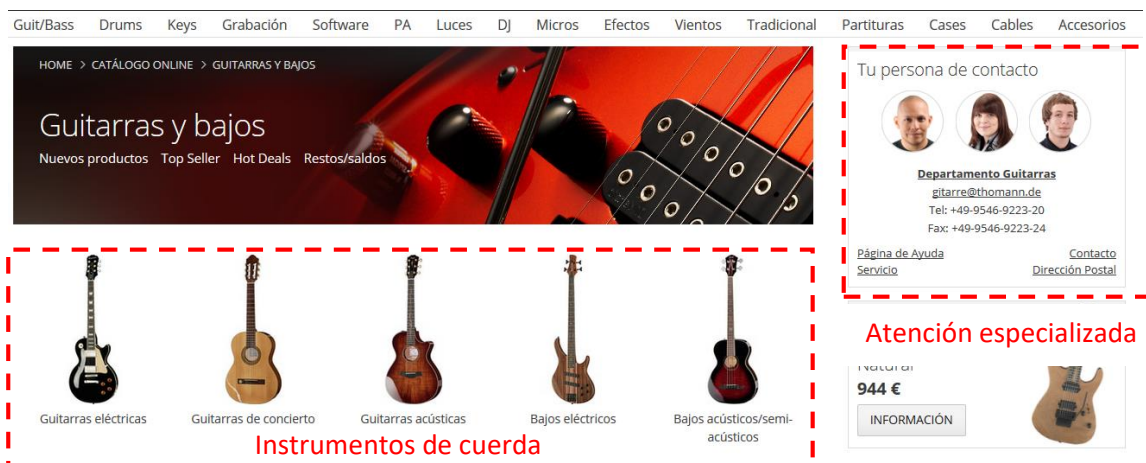 Guit/Bass Drums Keys Grabación Software PA Luces DJ Micros Efectos Vientos Tradicional Partituras Cases Cables Accesorios
HOME > CATÁLOGO ONLINE > GUITARRAS Y BAJOS
Guitarras y bajos
Nuevos productos Top Seller Hot Deals Restos/saldos
Tu persona de contacto
Departamento Guitarras
gitarre@thomann.de
Tel: +49-9546-9223-20
Fax: +49-9546-9223-24
Página de Ayuda Contacto
Servicio Dirección Postal
Atención especializada
Natural
944 €
INFORMACIÓN
Guitarras eléctricas
Guitarras de concierto
Guitarras acústicas
Bajos eléctricos
Bajos acústicos/semi-
acústicos
Instrumentos de cuerda